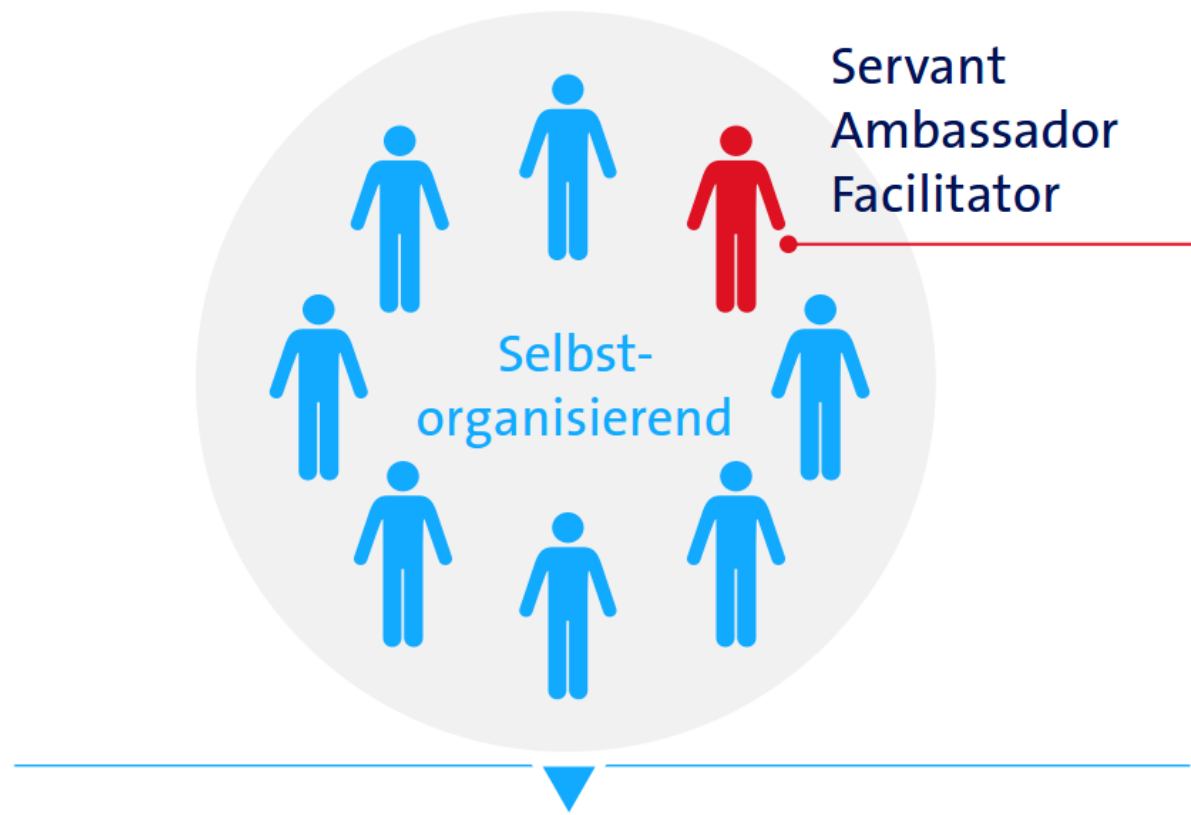 Servant
Ambassador
Facilitator
Selbst-
organisierend